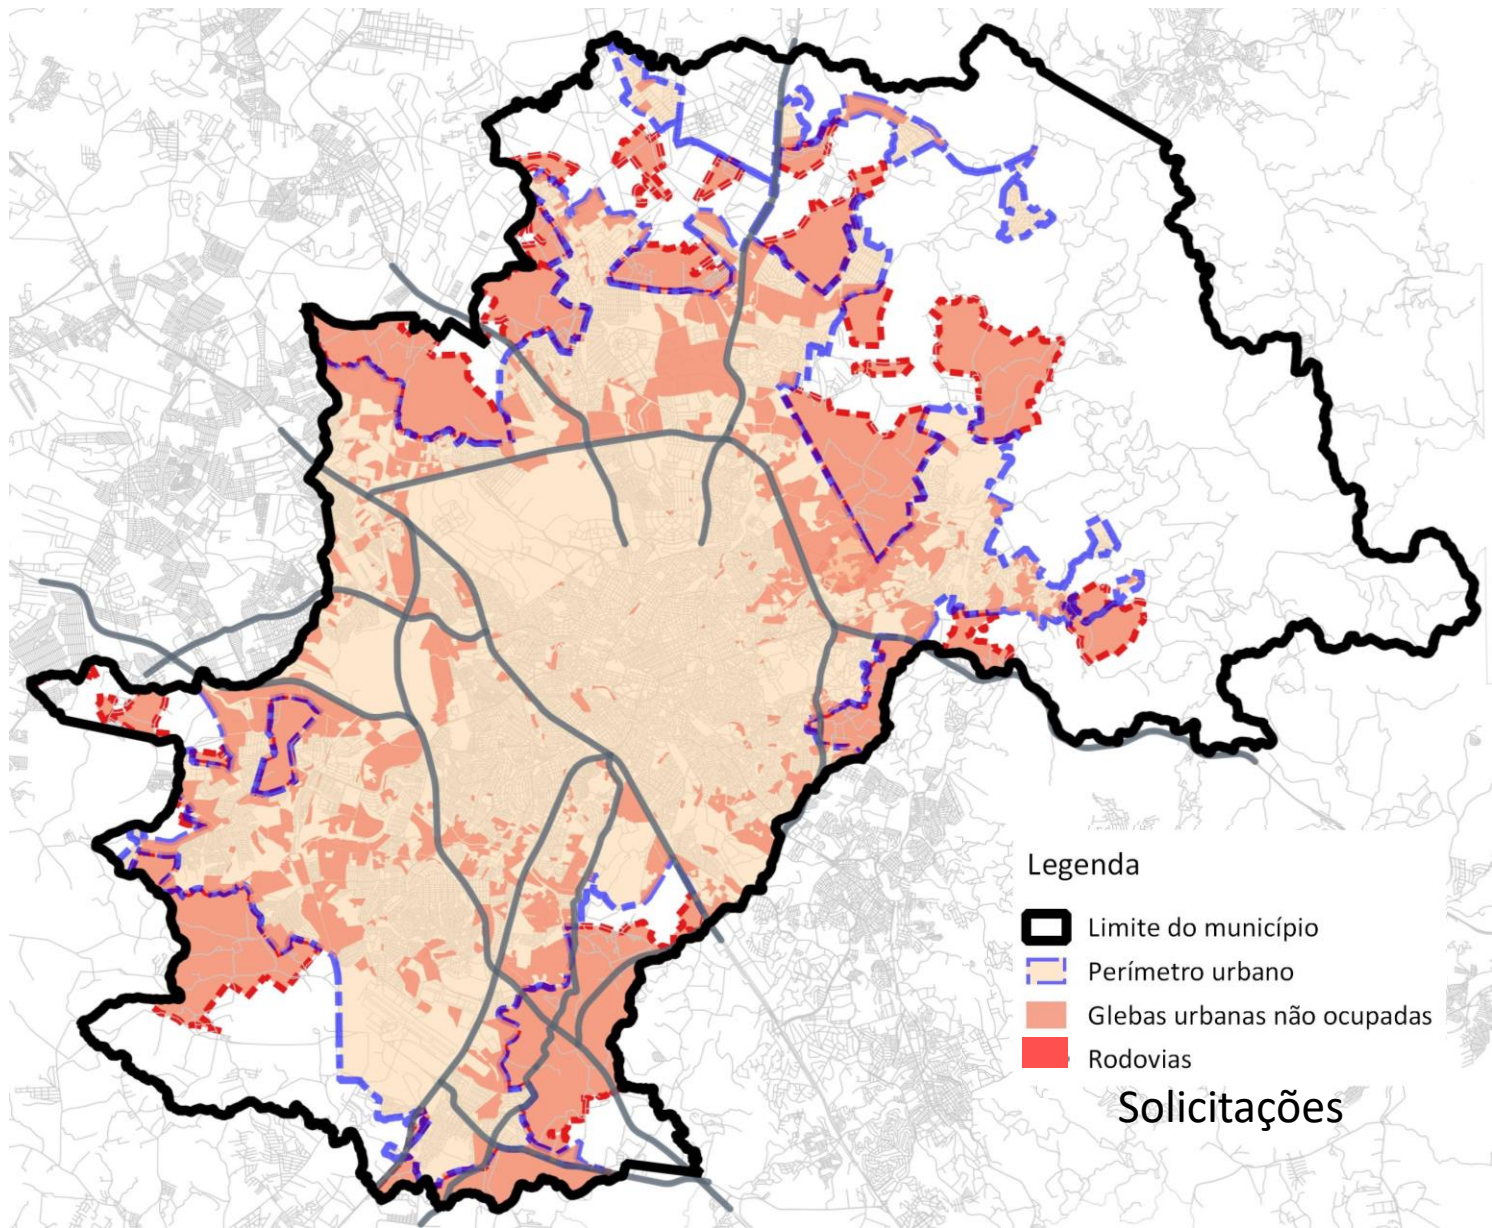 Legenda
Limite do município
Perímetro urbano
Glebas urbanas não ocupadas
Rodovias
Solicitações